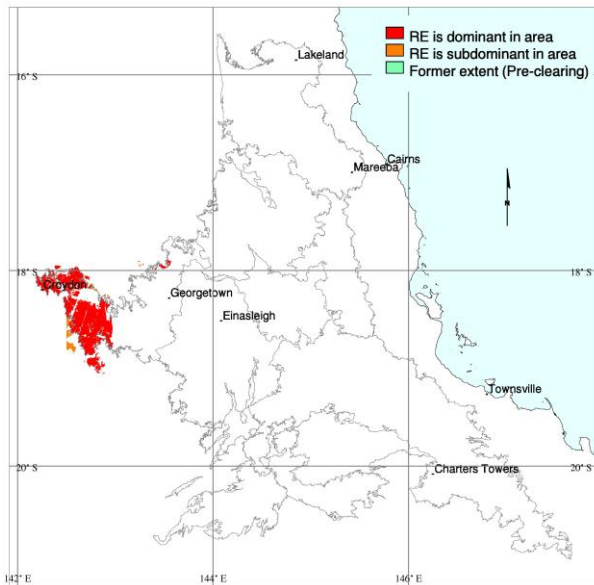 RE is dominant in area
RE is subdominant in area
Former extent (Pre-clearing)
Lakeland
16° S
Cairns
Mareeba
N
18° S
18° S
Croydon
Georgetown
Einasleigh
Townsville
20° S
Charters Towers
20° S
142° E
144° E
146° E